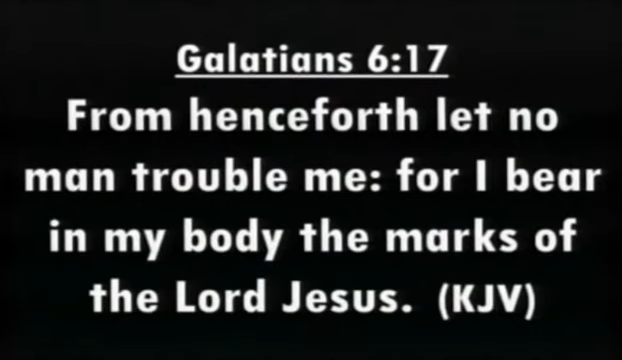 Galatians 6:17
From henceforth let no
man trouble me: for I bear
in my body the marks of
the Lord Jesus. (KJV)